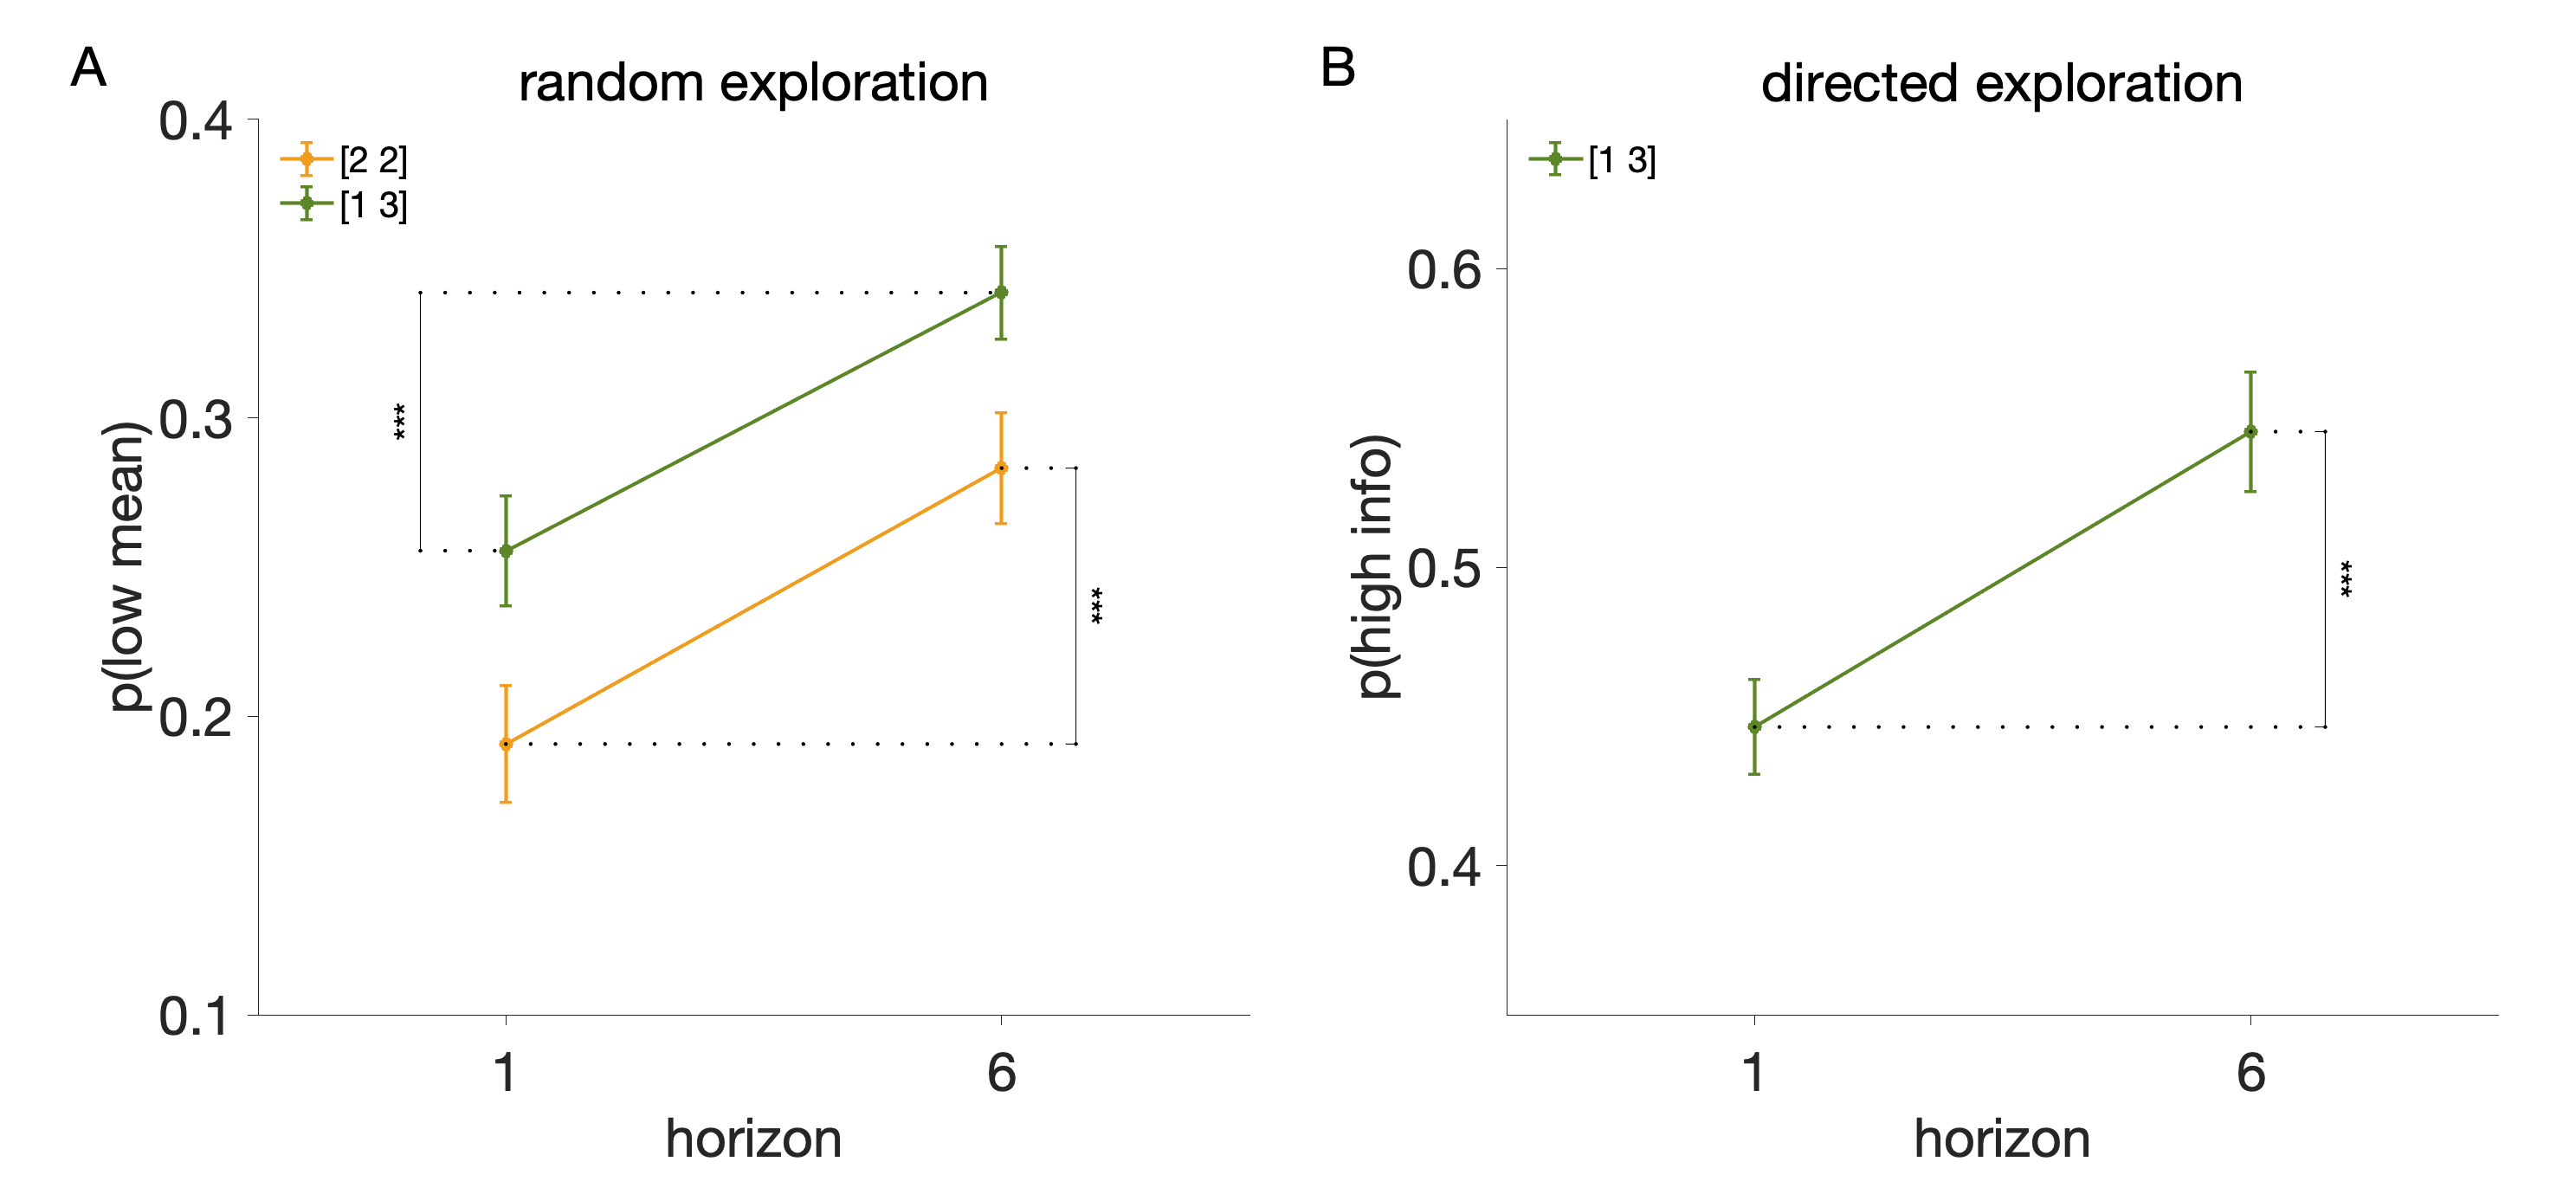 A
random exploration
0.4
0.3
0.2
0.1
p(low mean)
[2 2]
[1 3]
***
***
1
6
horizon
B
directed exploration
0.6
0.5
0.4
p(high info)
[1 3]
***
1
6
horizon